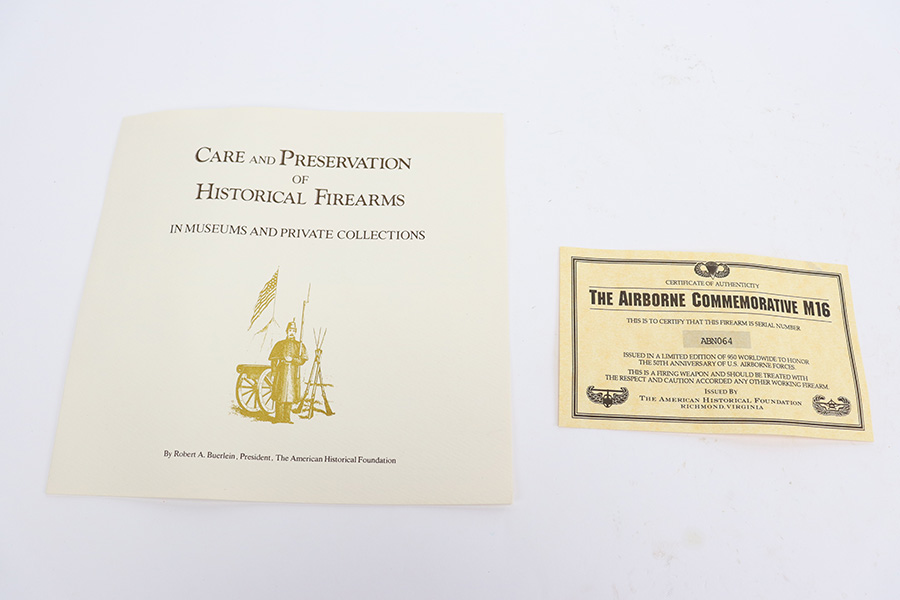 CARE AND PRESERVATION
OF
HISTORICAL FIREARMS
IN MUSEUMS AND PRIVATE COLLECTIONS
By Robert A. Buerlein, President, The American Historical Foundation
CERTIFICATE OF AUTHENTICITY
THE AIRBORNE COMMEMORATIVE M16
THIS IS TO CERTIFY THAT THIS FIREARM IS SERIAL NUMBER
ABN064
ISSUED IN A LIMITED EDITION OF 950 WORLDWIDE TO HONOR
THE 50TH ANNIVERSARY OF U.S. AIRBORNE FORCES.
THIS IS A FIRING WEAPON AND SHOULD BE TREATED WITH
THE RESPECT AND CAUTION ACCORDED ANY OTHER WORKING FIREARM.
ISSUED BY
THE AMERICAN HISTORICAL FOUNDATION
RICHMOND, VIRGINIA